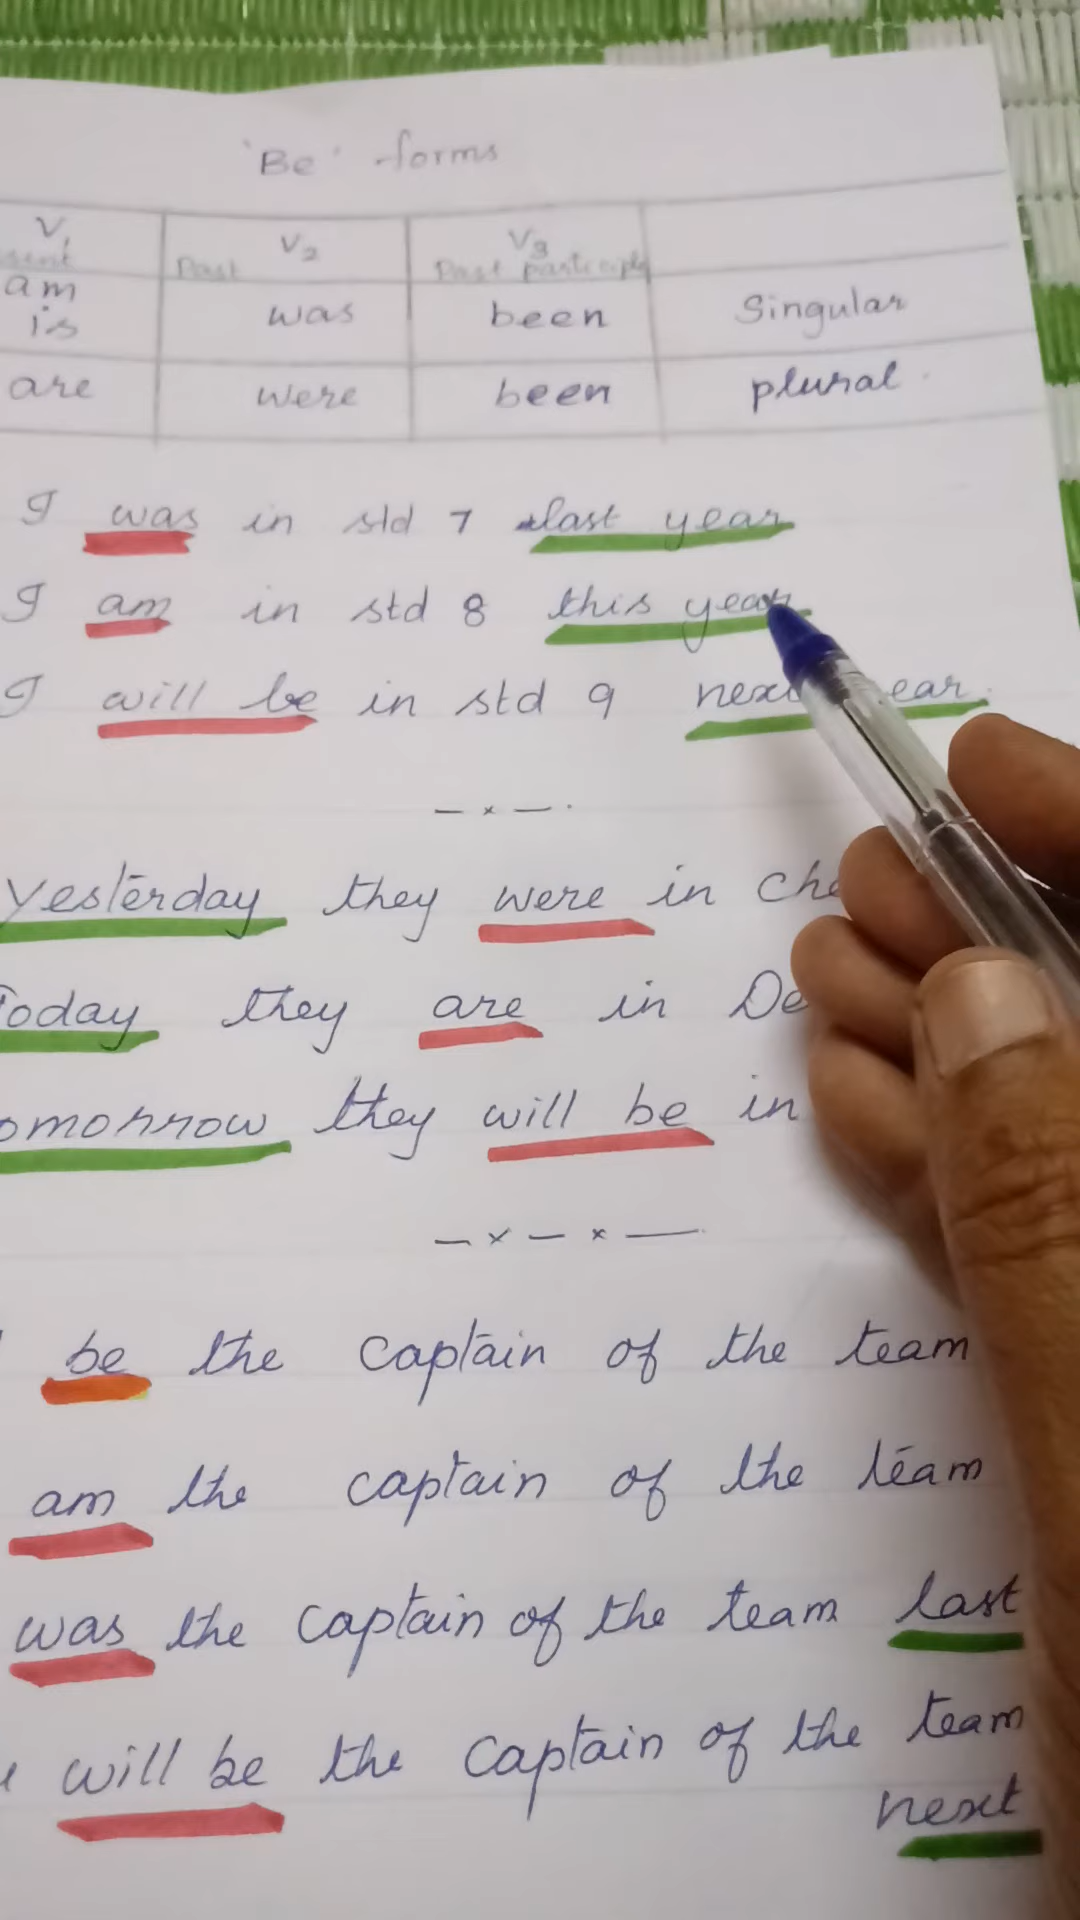 'Be' forms
V1 V2 V3
Past Past participle
am
is was been Singular
are were been plural.
I was in std 7 last year
I am in std 8 this year
I will be in std 9
— x — .
Yesterday they were in
Today they are in
they will be in
— x — x —
be the captain of the team
am the captain of the team
was the captain of the team last
will be the captain of the team
next